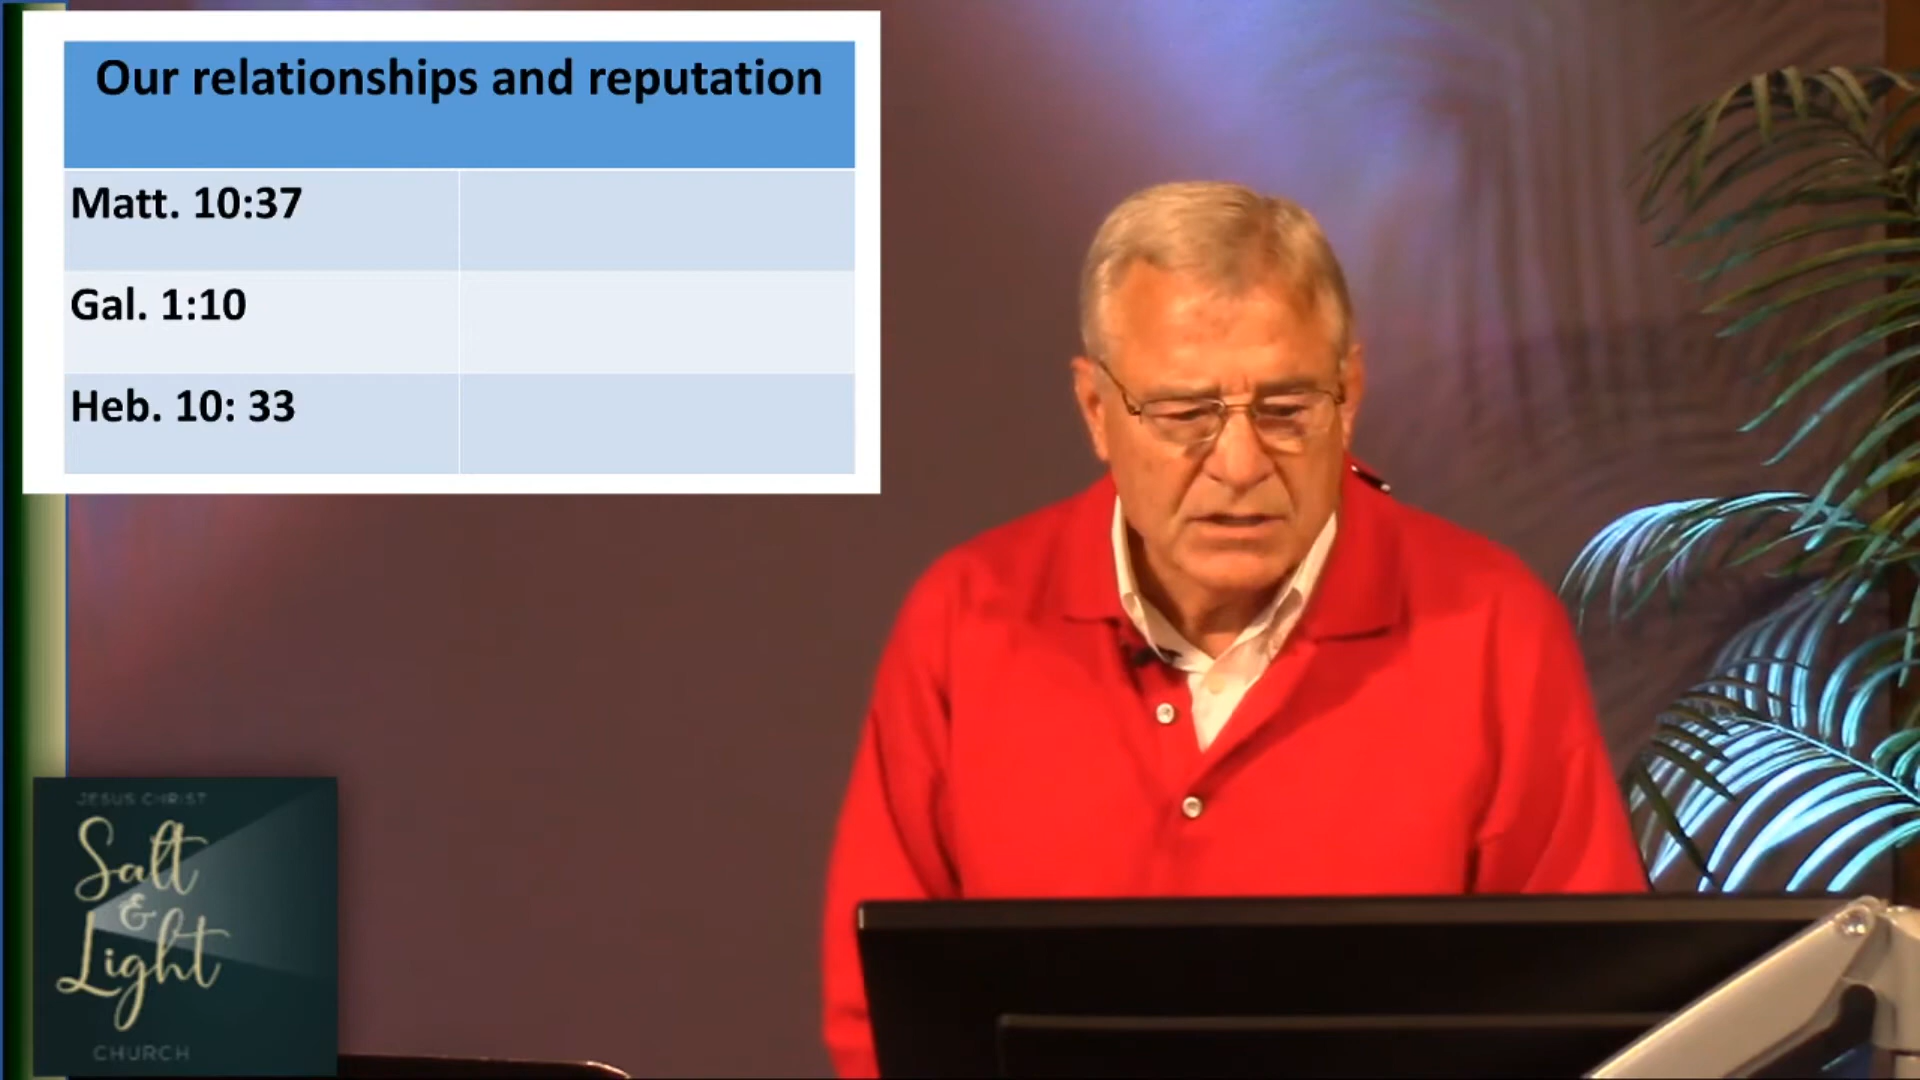 Our relationships and reputation
Matt. 10:37
Gal. 1:10
Heb. 10: 33
JESUS CHRIST
Salt
&
Light
CHURCH